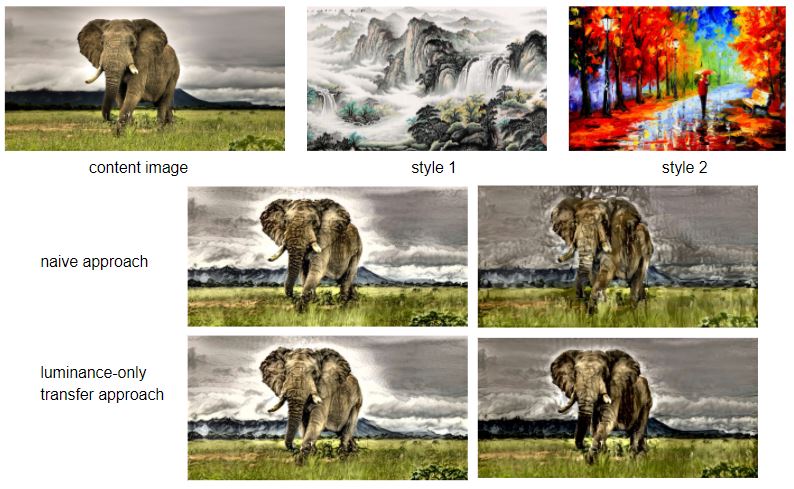 content image
style 1
style 2
naive approach
luminance-only
transfer approach